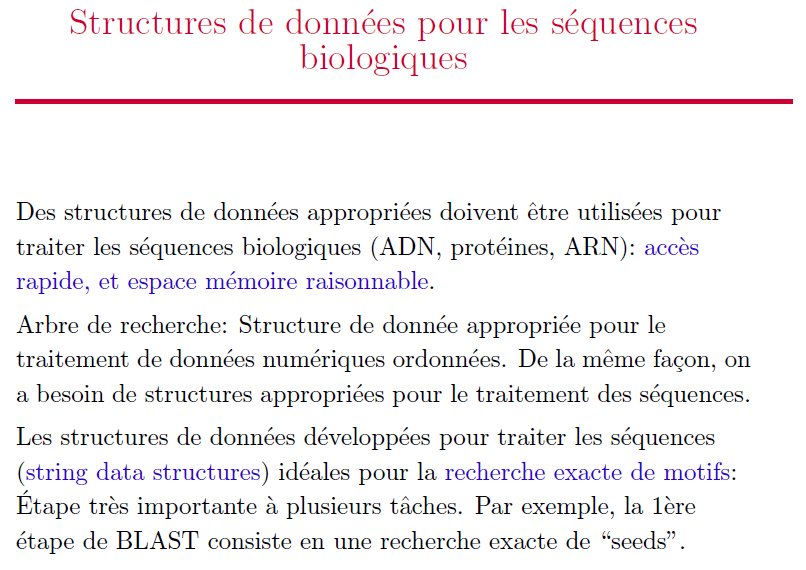 Structures de données pour les séquences
biologiques
Des structures de données appropriées doivent être utilisées pour
traiter les séquences biologiques (ADN, protéines, ARN): accès
rapide, et espace mémoire raisonnable.
Arbre de recherche: Structure de donnée appropriée pour le
traitement de données numériques ordonnées. De la même façon, on
a besoin de structures appropriées pour le traitement des séquences.
Les structures de données développées pour traiter les séquences
(string data structures) idéales pour la recherche exacte de motifs:
Étape très importante à plusieurs tâches. Par exemple, la 1ère
étape de BLAST consiste en une recherche exacte de “seeds”.